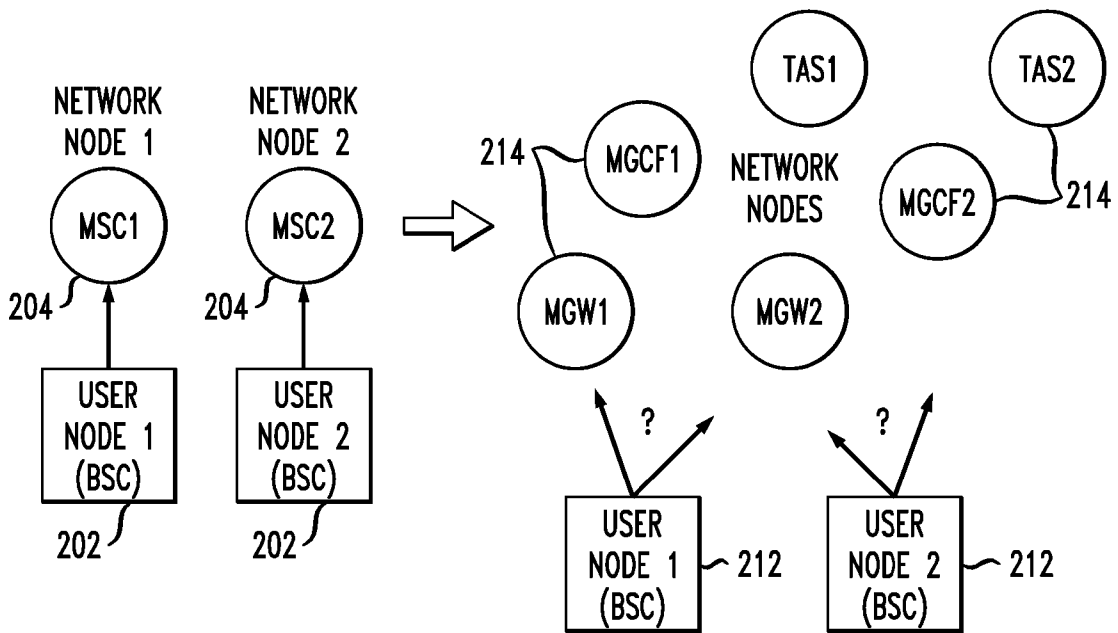 NETWORK
NODE 1
NETWORK
NODE 2
MSC1
MSC2
204
204
USER
NODE 1
(BSC)
USER
NODE 2
(BSC)
202
202
TAS1
TAS2
214
MGCF1
NETWORK
NODES
MGCF2
214
MGW1
MGW2
?
?
USER
NODE 1
(BSC)
212
USER
NODE 2
(BSC)
212